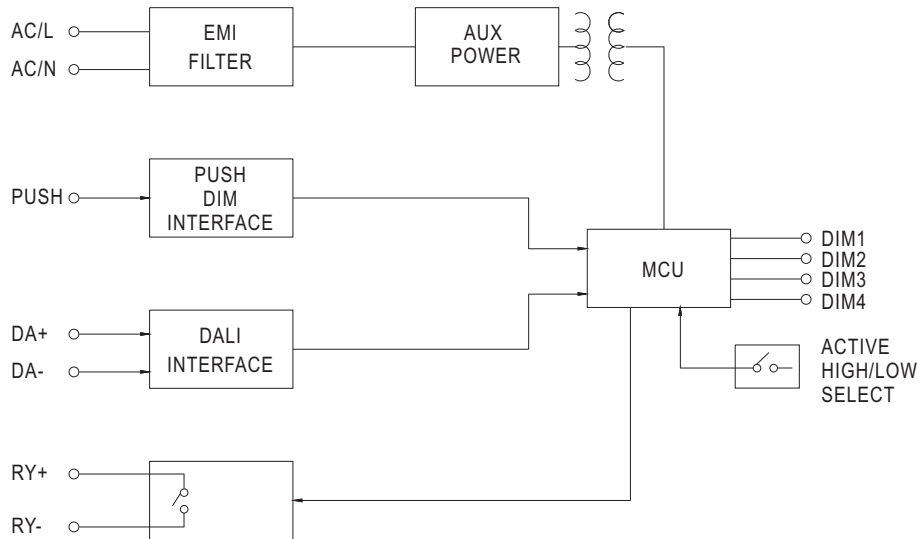 AC/L
AC/N
EMI
FILTER
AUX
POWER
PUSH
PUSH
DIM
INTERFACE
MCU
DIM1
DIM2
DIM3
DIM4
DA+
DA-
DALI
INTERFACE
ACTIVE
HIGH/LOW
SELECT
RY+
RY-